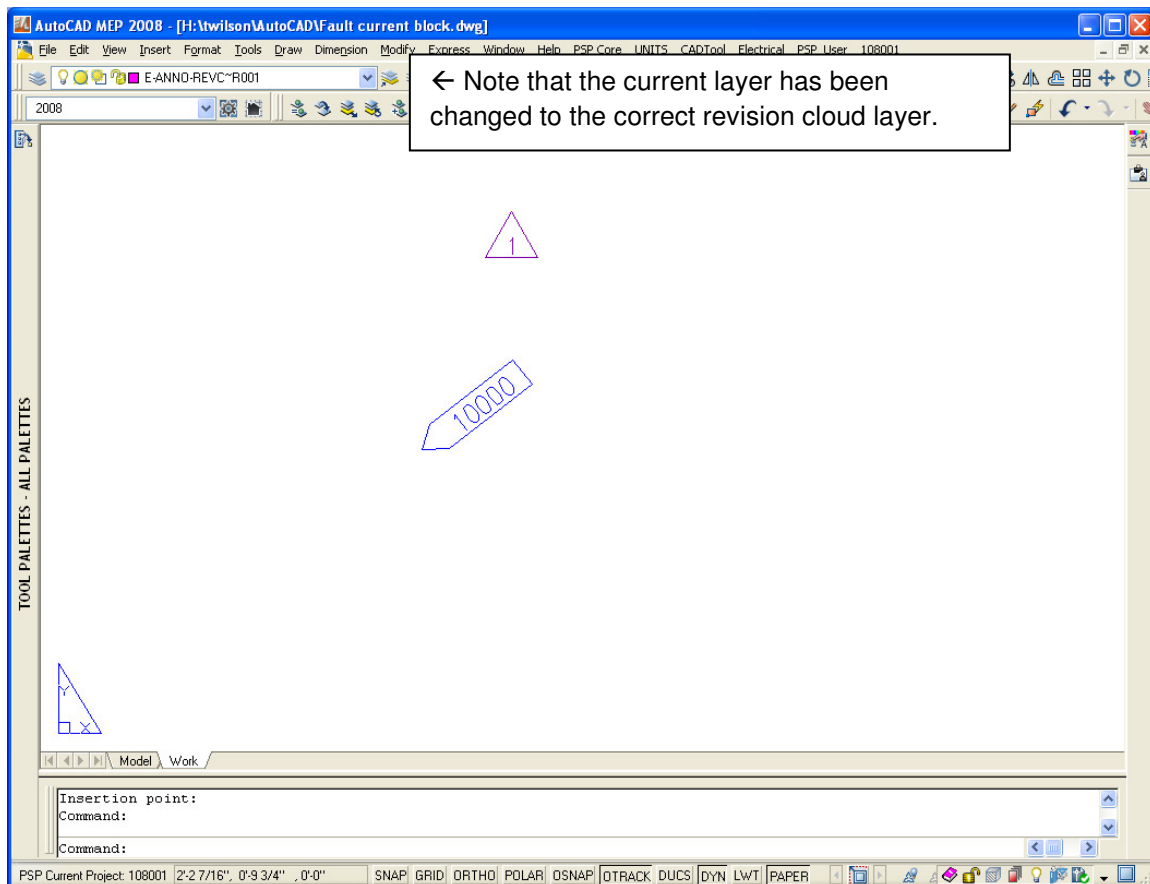 AutoCAD MEP 2008 - [H:\twilson\AutoCAD\Fault current block.dwg]
File Edit View Insert Format Tools Draw Dimension Modify Express Window Help PSP Core UNITS CADTool Electrical PSP User 108001
E-ANNO-REVC~R001
← Note that the current layer has been
changed to the correct revision cloud layer.
2008
1
10000
TOOL PALETTES - ALL PALETTES
Y
X
Model Work
Insertion point:
Command:
Command:
PSP Current Project: 108001 2'-2 7/16", 0'-9 3/4" , 0'-0" SNAP GRID ORTHO POLAR OSNAP OTRACK DUCS DYN LWT PAPER